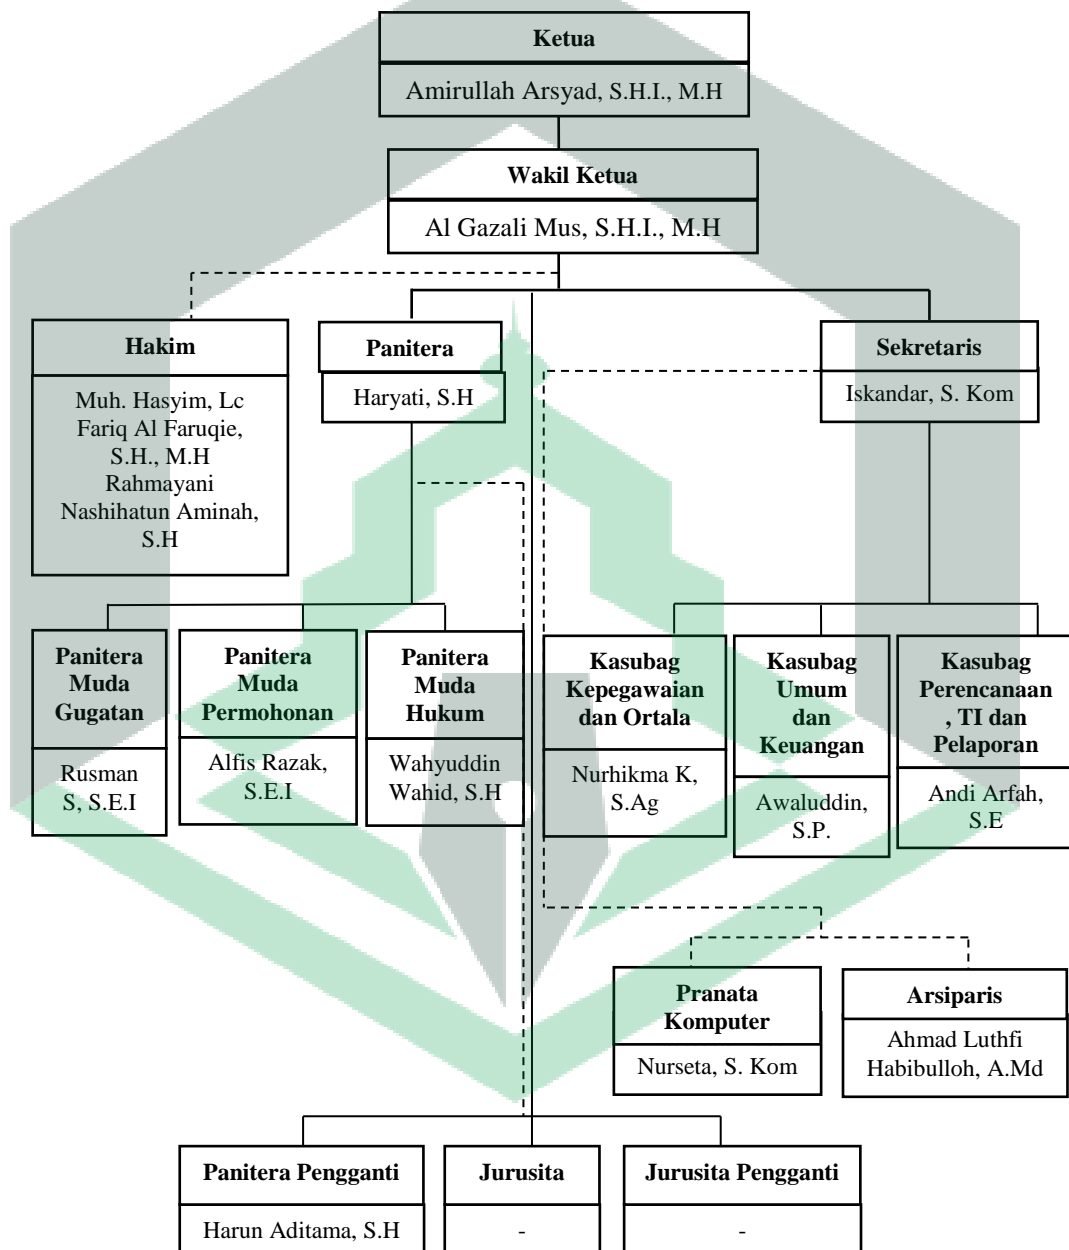 Ketua
Amirullah Arsyad, S.H.I., M.H
Wakil Ketua
Al Gazali Mus, S.H.I., M.H
Hakim
Muh. Hasyim, Lc
Fariq Al Faruqie,
S.H., M.H
Rahmayani
Nashihatun Aminah,
S.H
Panitera
Haryati, S.H
Sekretaris
Iskandar, S. Kom
Panitera
Muda
Gugatan
Rusman
S, S.E.I
Panitera
Muda
Permohonan
Alfis Razak,
S.E.I
Panitera
Muda
Hukum
Wahyuddin
Wahid, S.H
Kasubag
Kepegawaian
dan Ortala
Nurhikma K,
S.Ag
Kasubag
Umum
dan
Keuangan
Awaluddin,
S.P.
Kasubag
Perencanaan
, TI dan
Pelaporan
Andi Arfah,
S.E
Pranata
Komputer
Nurseta, S. Kom
Arsiparis
Ahmad Luthfi
Habibulloh, A.Md
Panitera Pengganti
Harun Aditama, S.H
Jurusita
-
Jurusita Pengganti
-